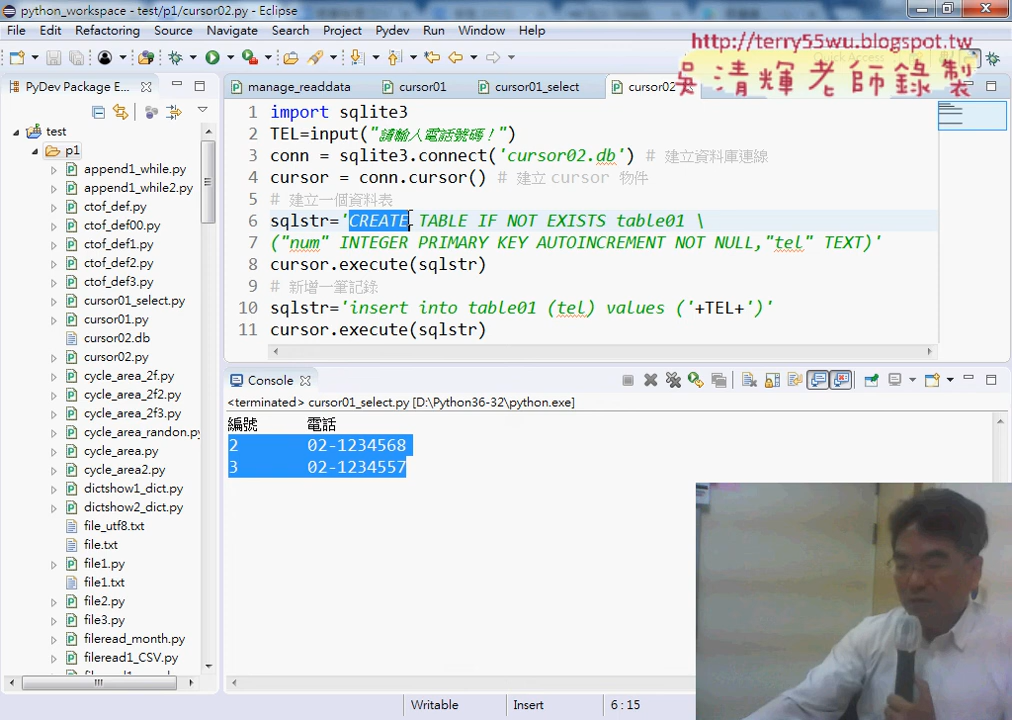 python_workspace - test/p1/cursor02.py - Eclipse
File Edit Refactoring Source Navigate Search Project Pydev Run Window Help
http://terry55wu.blogspot.tw
Quick Access
吳清輝老師錄製
PyDev Package E...
manage_readdata
cursor01
cursor01_select
cursor02
test
p1
append1_while.py
append1_while2.py
ctof_def.py
ctof_def00.py
ctof_def1.py
ctof_def2.py
ctof_def3.py
cursor01_select.py
cursor01.py
cursor02.db
cursor02.py
cycle_area_2f.py
cycle_area_2f2.py
cycle_area_2f3.py
cycle_area_randon.py
cycle_area.py
cycle_area2.py
dictshow1_dict.py
dictshow2_dict.py
file_utf8.txt
file.txt
file1.py
file1.txt
file2.py
file3.py
fileread_month.py
fileread1_CSV.py
1 import sqlite3
2 TEL=input("請輸入電話號碼！")
3 conn = sqlite3.connect('cursor02.db') # 建立資料庫連線
4 cursor = conn.cursor() # 建立 cursor 物件
5 # 建立一個資料表
6 sqlstr='CREATE TABLE IF NOT EXISTS table01 \
7 ("num" INTEGER PRIMARY KEY AUTOINCREMENT NOT NULL,"tel" TEXT)'
8 cursor.execute(sqlstr)
9 # 新增一筆記錄
10 sqlstr='insert into table01 (tel) values ('+TEL+')'
11 cursor.execute(sqlstr)
Console
<terminated> cursor01_select.py [D:\Python36-32\python.exe]
編號 電話
2 02-1234568
3 02-1234557
Writable Insert 6 : 15